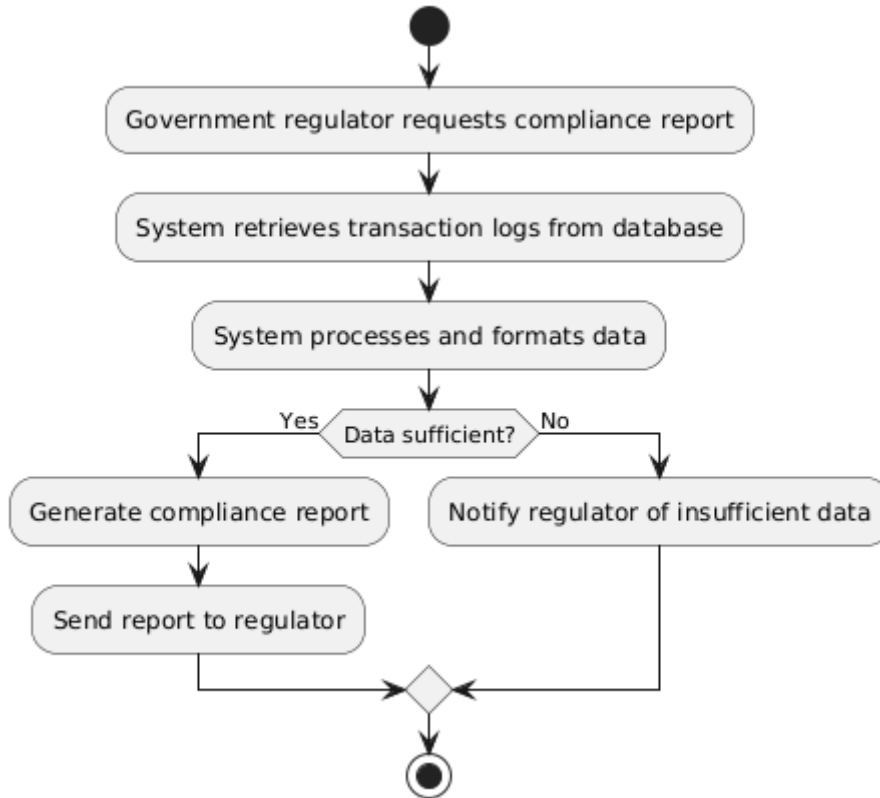 Government regulator requests compliance report
System retrieves transaction logs from database
System processes and formats data
Yes
Data sufficient?
No
Generate compliance report
Notify regulator of insufficient data
Send report to regulator